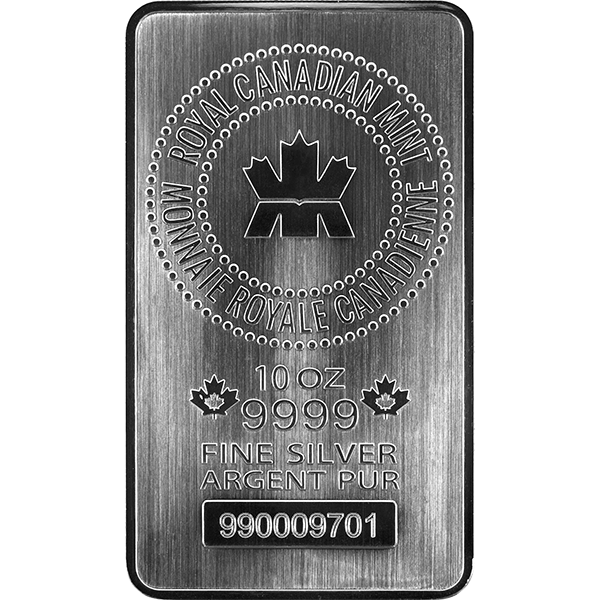 ROYAL CANADIAN MINT
MONNAIE ROYALE CANADIENNE
10 OZ
9999
FINE SILVER
ARGENT PUR
990009701